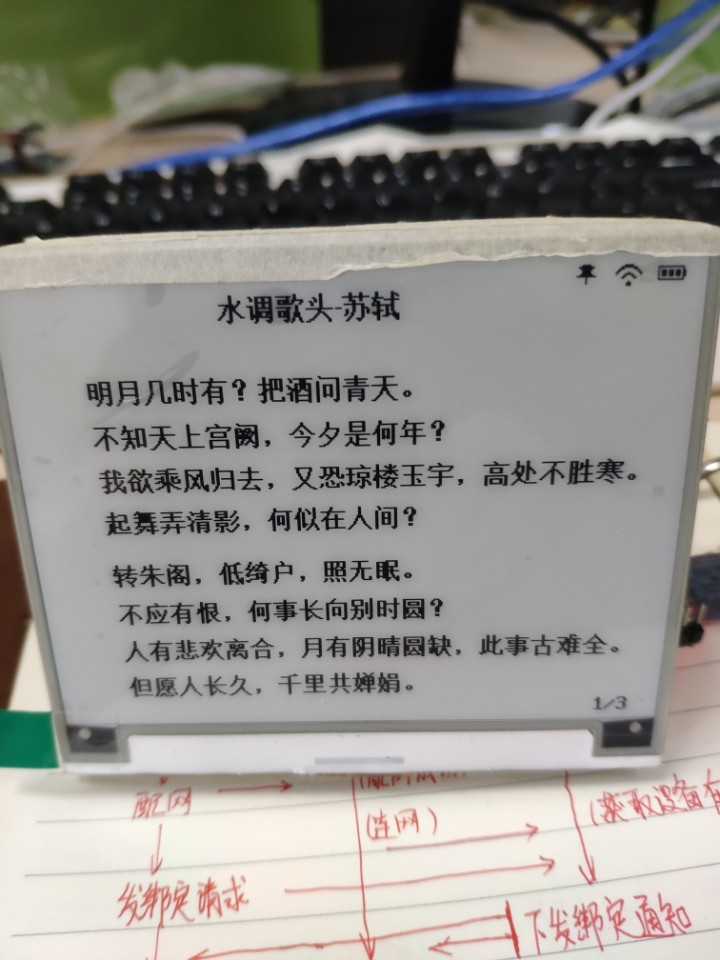 水调歌头-苏轼
明月几时有？把酒问青天。
不知天上宫阙，今夕是何年？
我欲乘风归去，又恐琼楼玉宇，高处不胜寒。
起舞弄清影，何似在人间？
转朱阁，低绮户，照无眠。
不应有恨，何事长向别时圆？
人有悲欢离合，月有阴晴圆缺，此事古难全。
但愿人长久，千里共婵娟。
1/3
配网
(连网)
(获取设备
发绑定请求
下发绑定通知